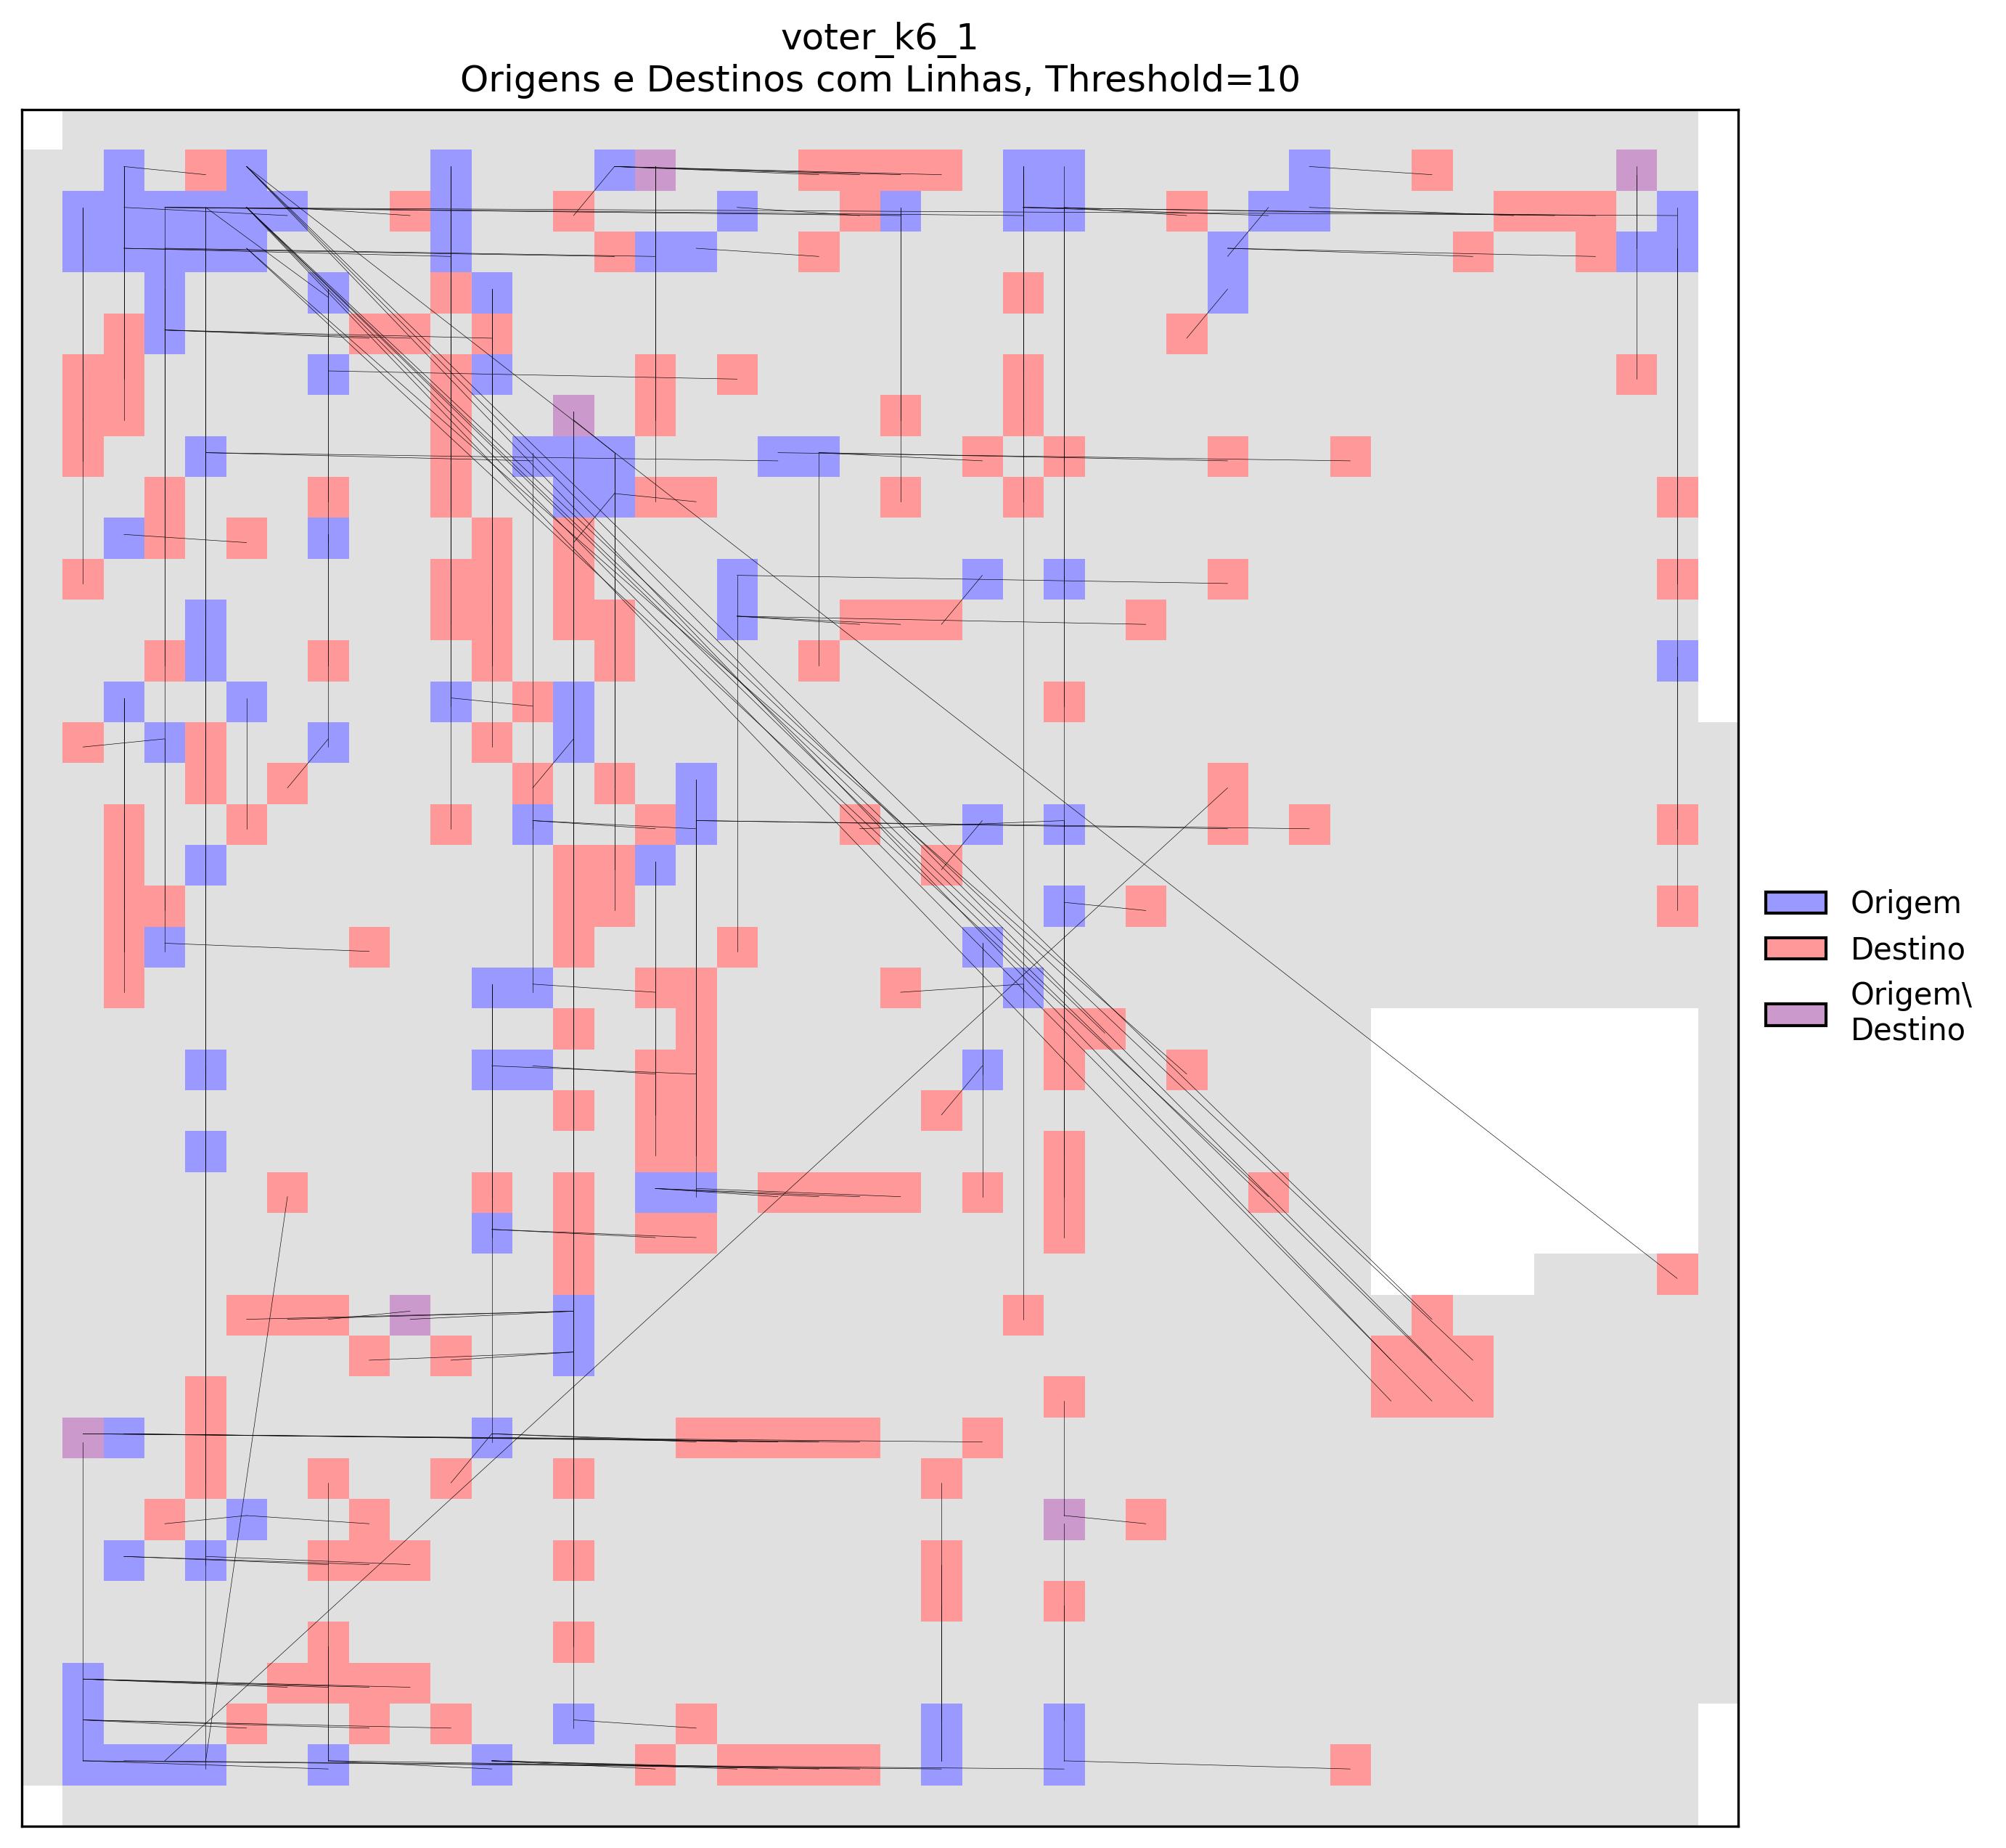 voter_k6_1
Origens e Destinos com Linhas, Threshold=10
Origem
Destino
Origem\
Destino